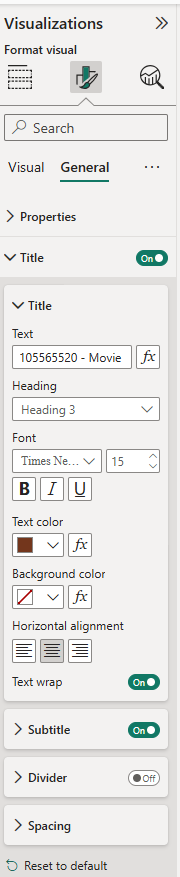 Visualizations
Format visual
Search
Visual General ...
Properties
Title On
Title
Text
105565520 - Movie fx
Heading
Heading 3
Font
Times Ne... 15
B I U
Text color
fx
Background color
fx
Horizontal alignment
Text wrap On
Subtitle On
Divider Off
Spacing
Reset to default